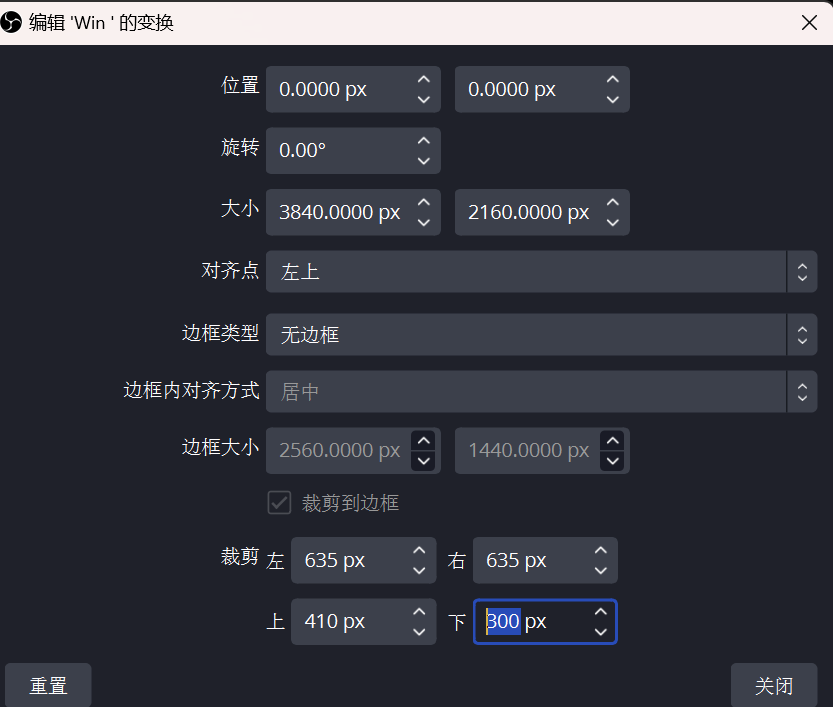 编辑 'Win ' 的变换
位置 0.0000 px 0.0000 px
旋转 0.00°
大小 3840.0000 px 2160.0000 px
对齐点 左上
边框类型 无边框
边框内对齐方式 居中
边框大小 2560.0000 px 1440.0000 px
裁剪到边框
裁剪 左 635 px 右 635 px
上 410 px 下 300 px
重置 关闭